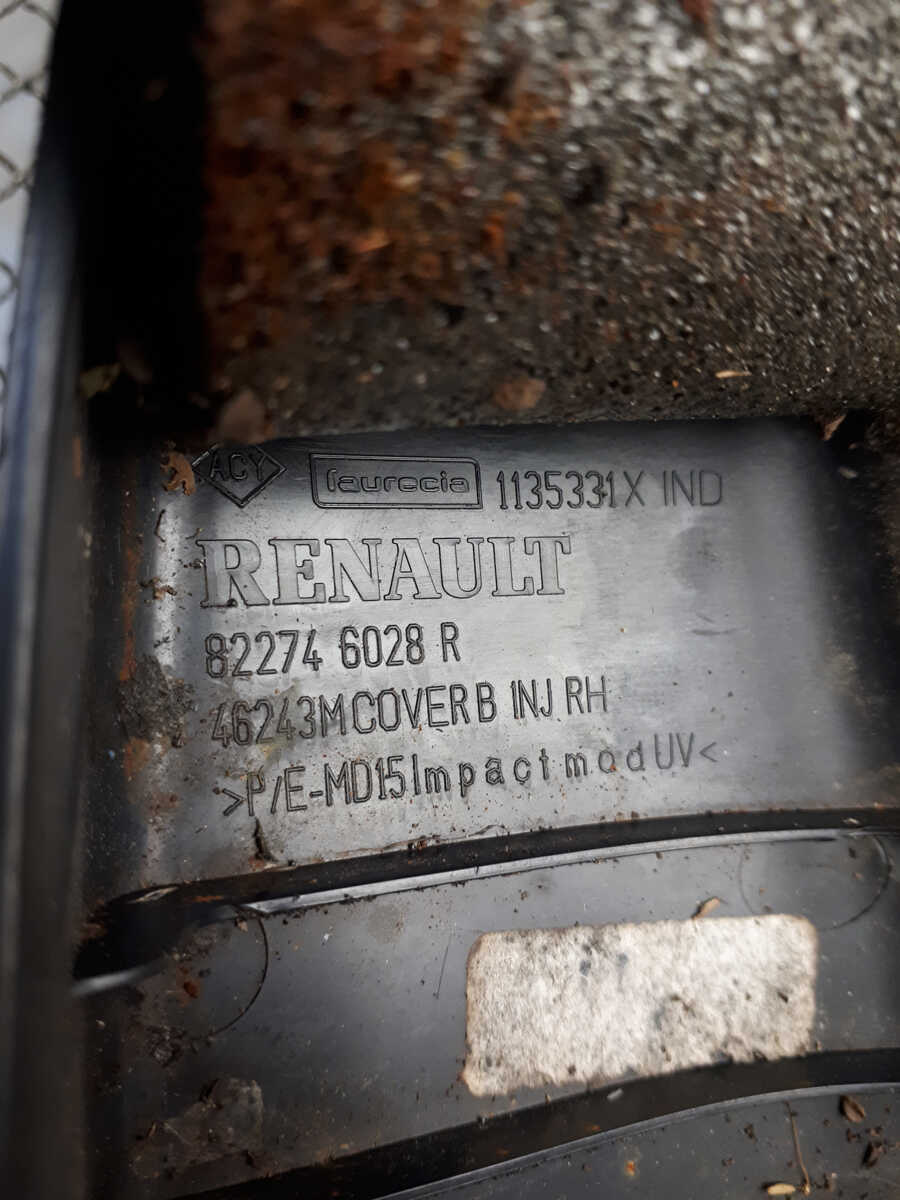 ACY faurecia 1135331X IND
RENAULT
82274 6028 R
46243M COVER B INJ RH
>P/E-MD15 Impact mod UV<